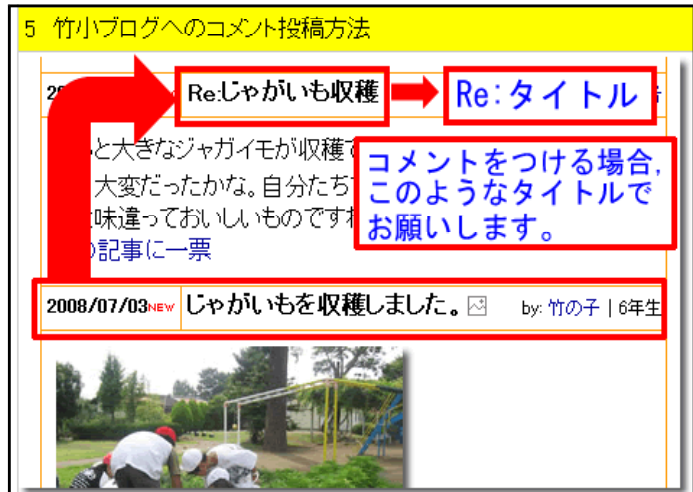 5 竹小ブログへのコメント投稿方法
Re:じゃがいも収穫
Re:タイトル
と大きなジャガイモが収穫
大変だったかな。自分たち
味違っておいしいものです
記事に一票
コメントをつける場合,
このようなタイトルで
お願いします。
2008/07/03NEW じゃがいもを収穫しました。 by: 竹の子 | 6年生